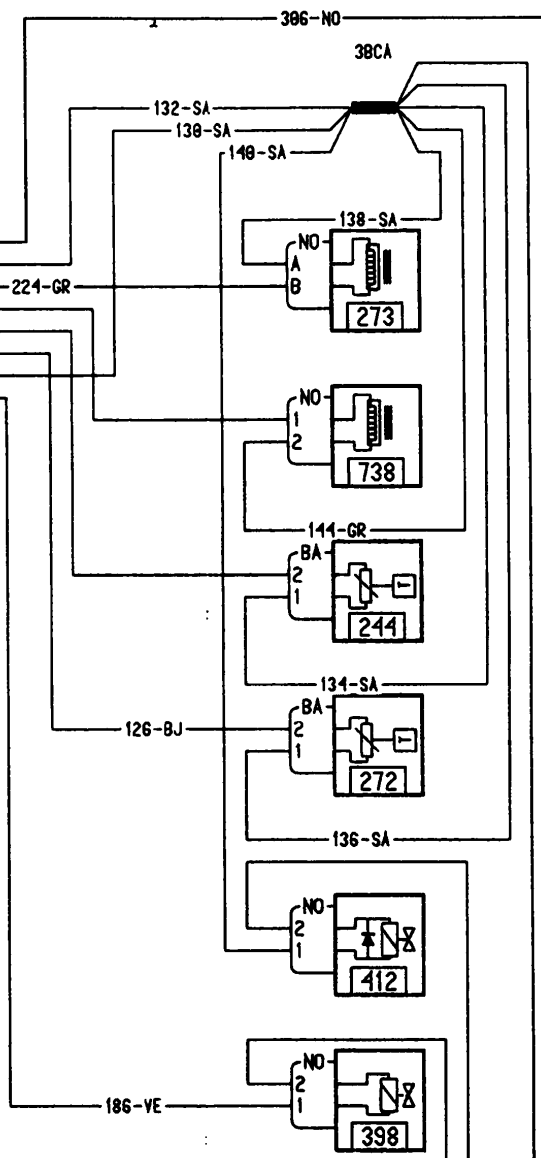 306-NO
38CA
132-SA
130-SA
140-SA
138-SA
NO
A
224-GR
B
273
NO
1
2
738
144-GR
BA
2
1
T
244
134-SA
BA
126-BJ
2
1
T
272
136-SA
NO
2
1
412
NO
2
186-VE
1
398